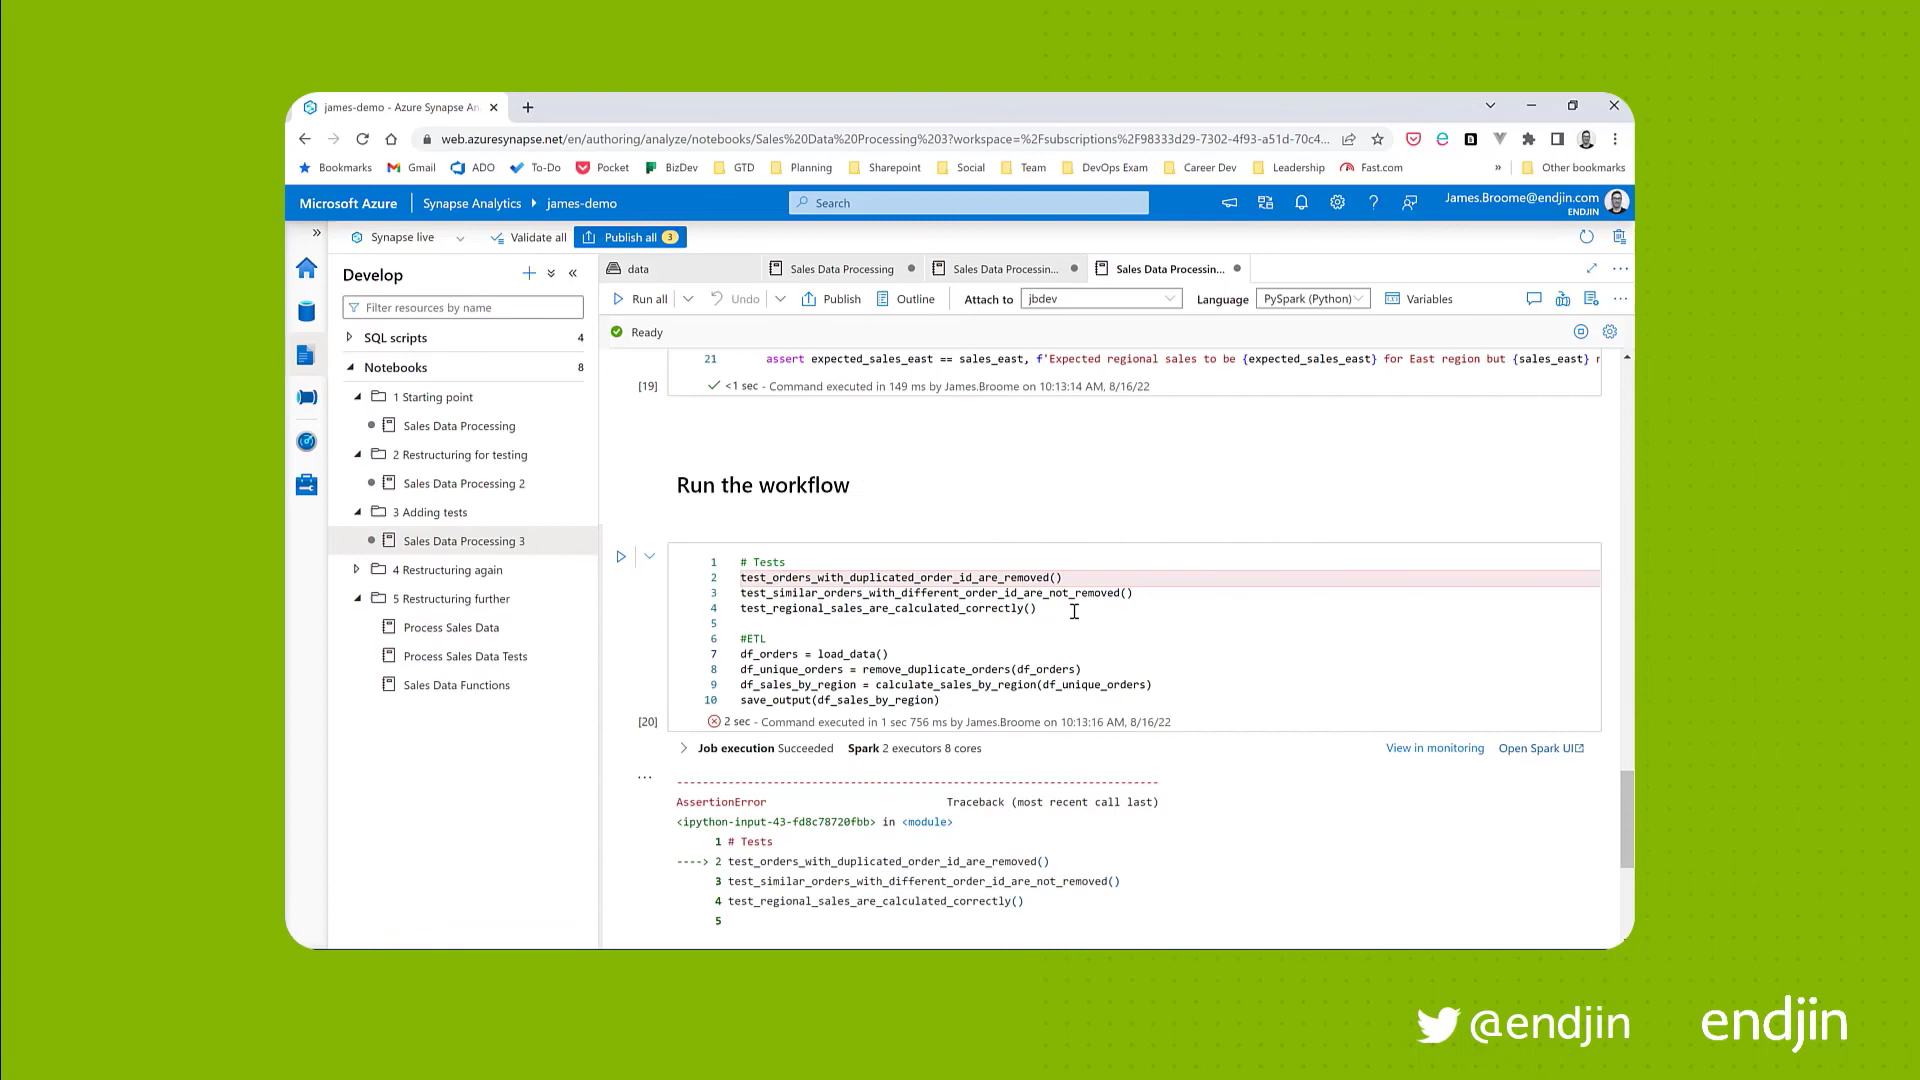 james-demo - Azure Synapse An
web.azuresynapse.net/en/authoring/analyze/notebooks/Sales%20Data%20Processing%203?workspace=%2Fsubscriptions%2F98333d29-7302-4f93-a51d-70c4...
Bookmarks Gmail ADO To-Do Pocket BizDev GTD Planning Sharepoint Social Team DevOps Exam Career Dev Leadership Fast.com » Other bookmarks
Microsoft Azure Synapse Analytics james-demo Search James.Broome@endjin.com
ENDJIN
Synapse live Validate all Publish all 3
Develop
Filter resources by name
SQL scripts 4
Notebooks 8
1 Starting point
Sales Data Processing
2 Restructuring for testing
Sales Data Processing 2
3 Adding tests
Sales Data Processing 3
4 Restructuring again
5 Restructuring further
Process Sales Data
Process Sales Data Tests
Sales Data Functions
data Sales Data Processing Sales Data Processin... Sales Data Processin...
Run all Undo Publish Outline Attach to jbdev Language PySpark (Python) Variables
Ready
21 assert expected_sales_east == sales_east, f'Expected regional sales to be {expected_sales_east} for East region but {sales_east} r
[19] <1 sec - Command executed in 149 ms by James.Broome on 10:13:14 AM, 8/16/22
Run the workflow
1 # Tests
2 test_orders_with_duplicated_order_id_are_removed()
3 test_similar_orders_with_different_order_id_are_not_removed()
4 test_regional_sales_are_calculated_correctly()
5
6 #ETL
7 df_orders = load_data()
8 df_unique_orders = remove_duplicate_orders(df_orders)
9 df_sales_by_region = calculate_sales_by_region(df_unique_orders)
10 save_output(df_sales_by_region)
[20] 2 sec - Command executed in 1 sec 756 ms by James.Broome on 10:13:16 AM, 8/16/22
Job execution Succeeded Spark 2 executors 8 cores View in monitoring Open Spark UI
...
---------------------------------------------------------------------------
AssertionError Traceback (most recent call last)
<ipython-input-43-fd8c78720fbb> in <module>
1 # Tests
----> 2 test_orders_with_duplicated_order_id_are_removed()
3 test_similar_orders_with_different_order_id_are_not_removed()
4 test_regional_sales_are_calculated_correctly()
5
@endjin endjin